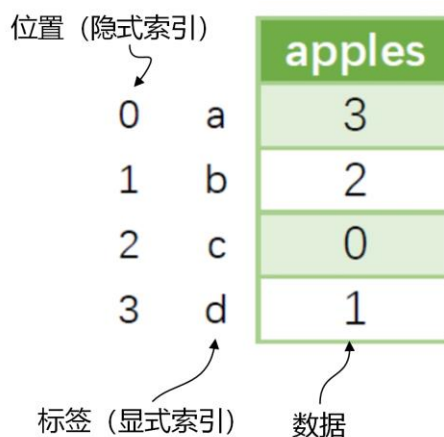 位置（隐式索引）
apples
0 a 3
1 b 2
2 c 0
3 d 1
标签（显式索引） 数据